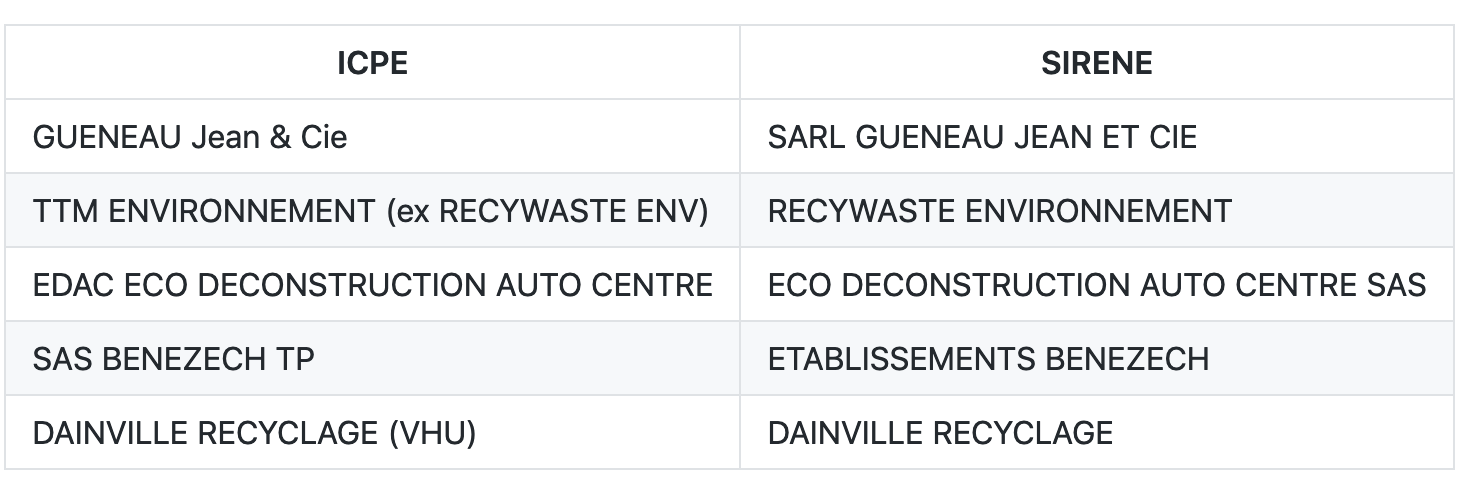 ICPE SIRENE
GUENEAU Jean & Cie SARL GUENEAU JEAN ET CIE
TTM ENVIRONNEMENT (ex RECYWASTE ENV) RECYWASTE ENVIRONNEMENT
EDAC ECO DECONSTRUCTION AUTO CENTRE ECO DECONSTRUCTION AUTO CENTRE SAS
SAS BENEZECH TP ETABLISSEMENTS BENEZECH
DAINVILLE RECYCLAGE (VHU) DAINVILLE RECYCLAGE